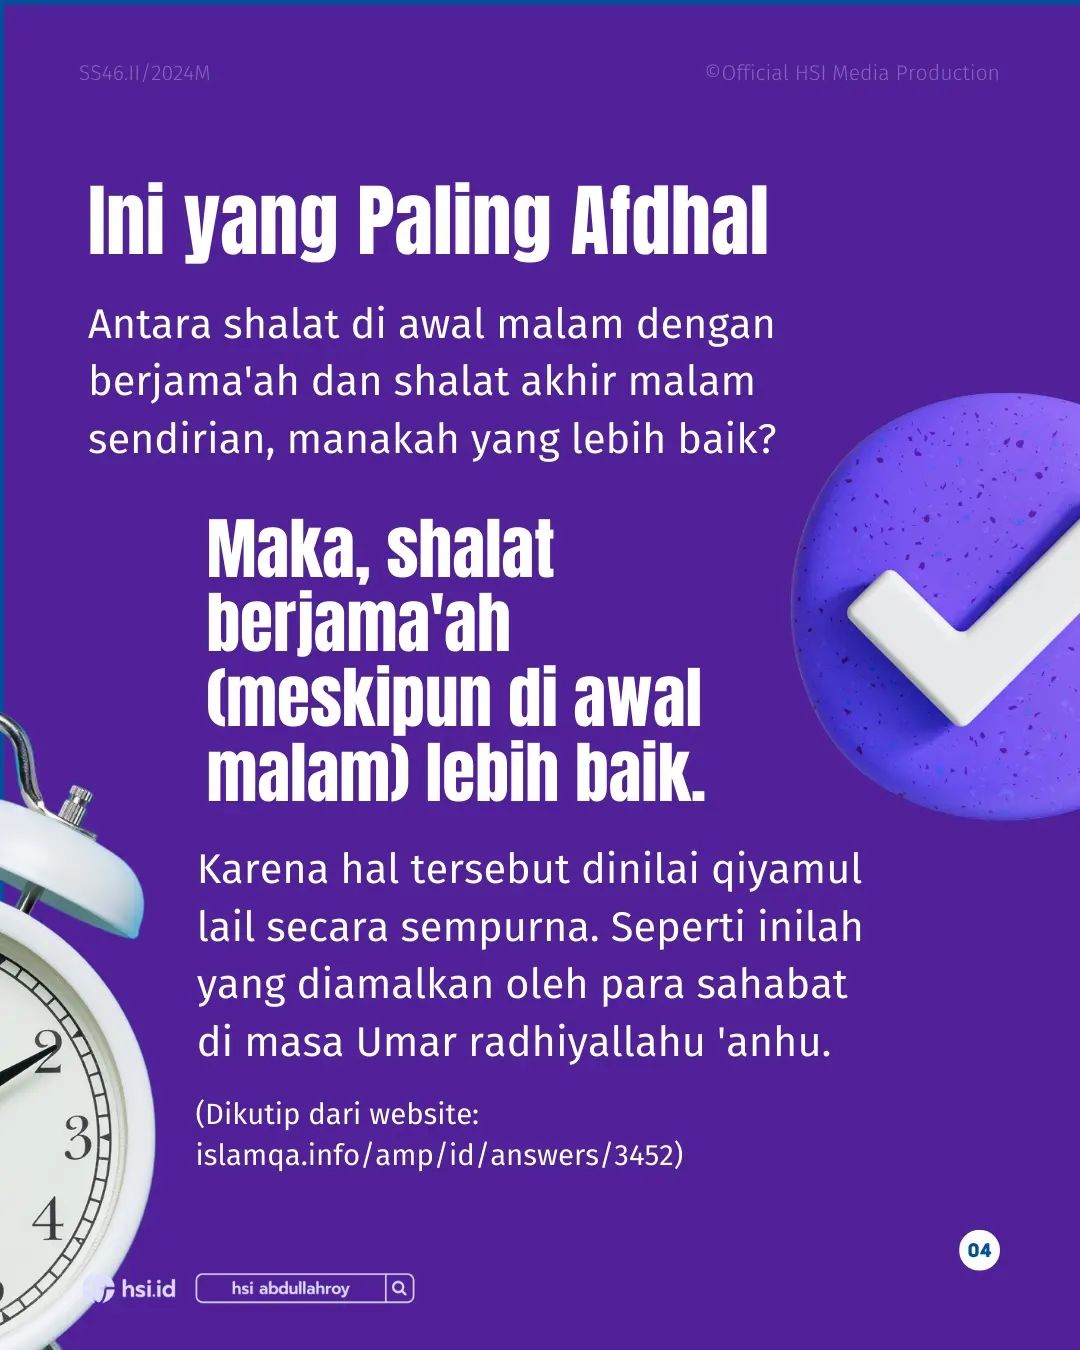 SS46.II/2024M
©Official HSI Media Production
Ini yang Paling Afdhal
Antara shalat di awal malam dengan
berjama'ah dan shalat akhir malam
sendirian, manakah yang lebih baik?
Maka, shalat
berjama'ah
(meskipun di awal
malam) lebih baik.
Karena hal tersebut dinilai qiyamul
lail secara sempurna. Seperti inilah
yang diamalkan oleh para sahabat
di masa Umar radhiyallahu 'anhu.
(Dikutip dari website:
islamqa.info/amp/id/answers/3452)
2
3
4
04
hsi.id
hsi abdullahroy